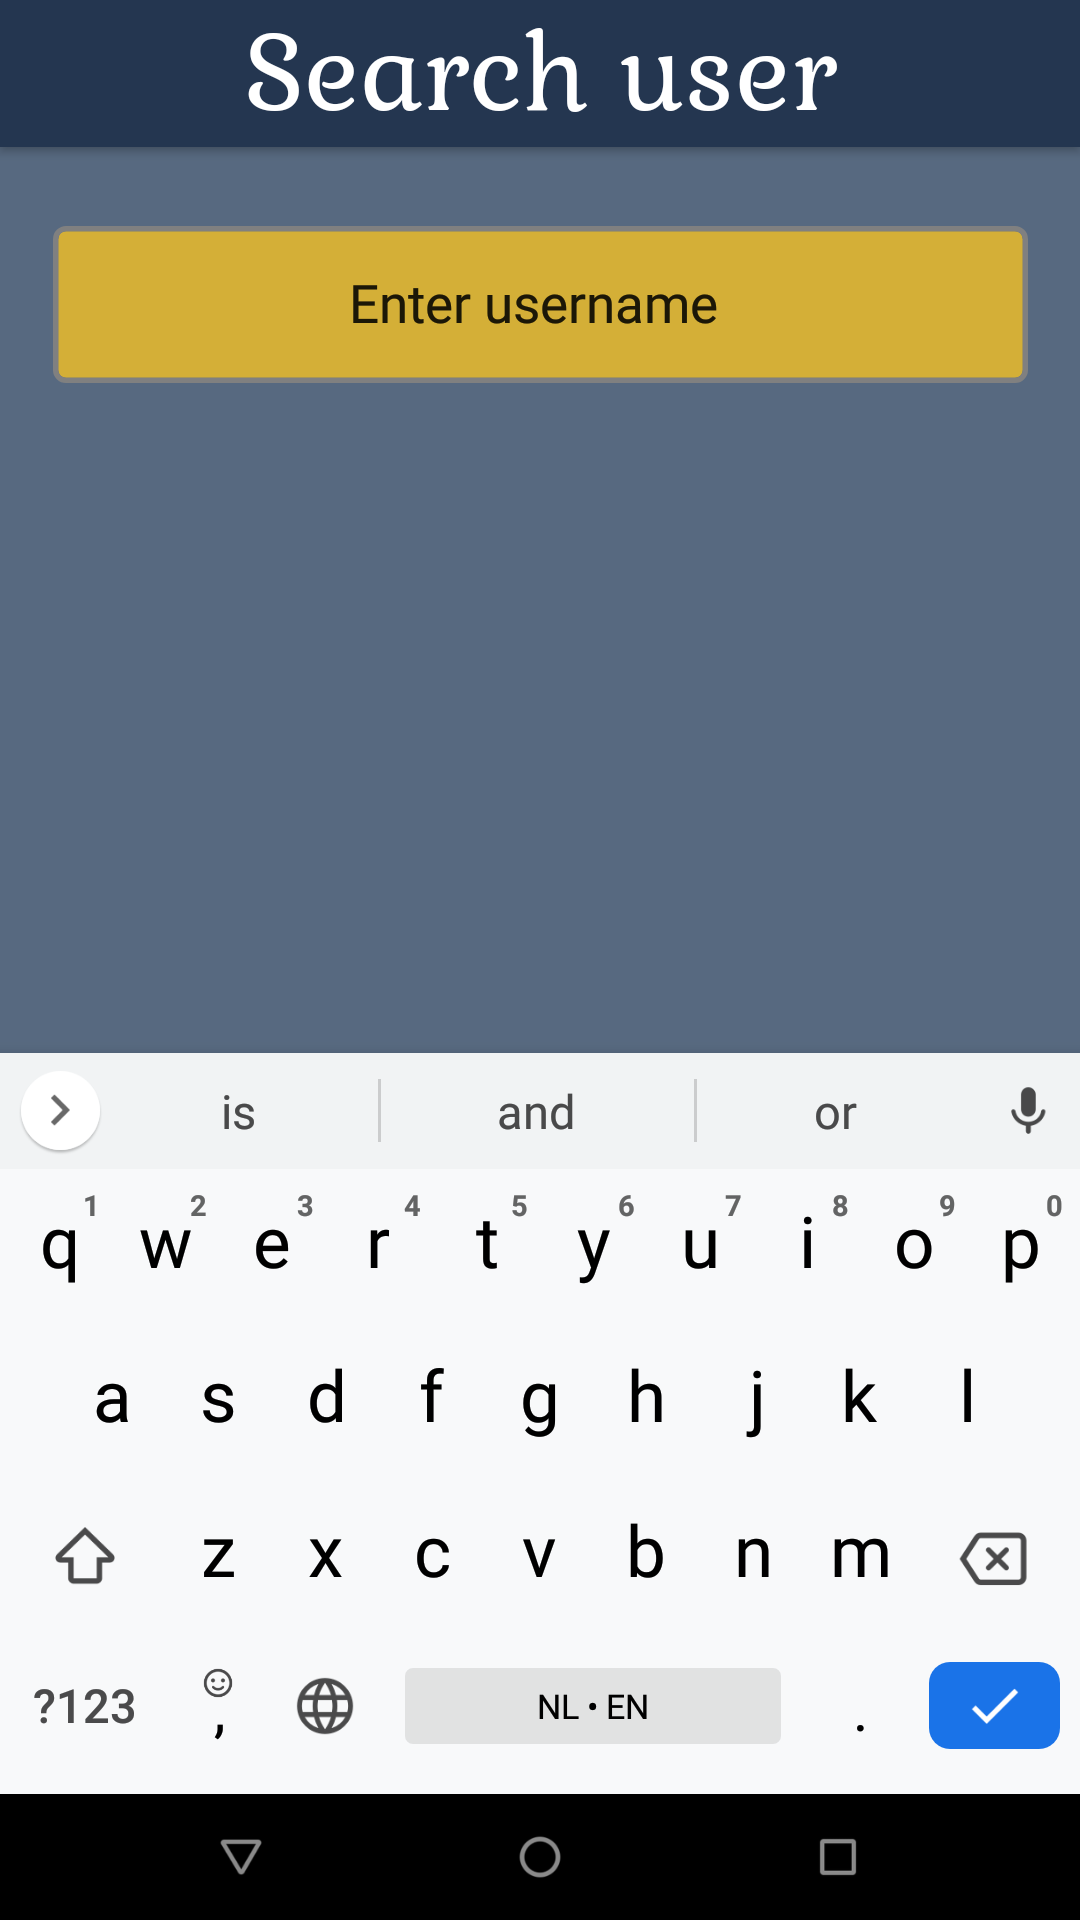 Search user
Enter username
is and or
1 2 3 4 5 6 7 8 9 0
q w e r t y u i o p
a s d f g h j k l
z x c v b n m
?123 , NL • EN .